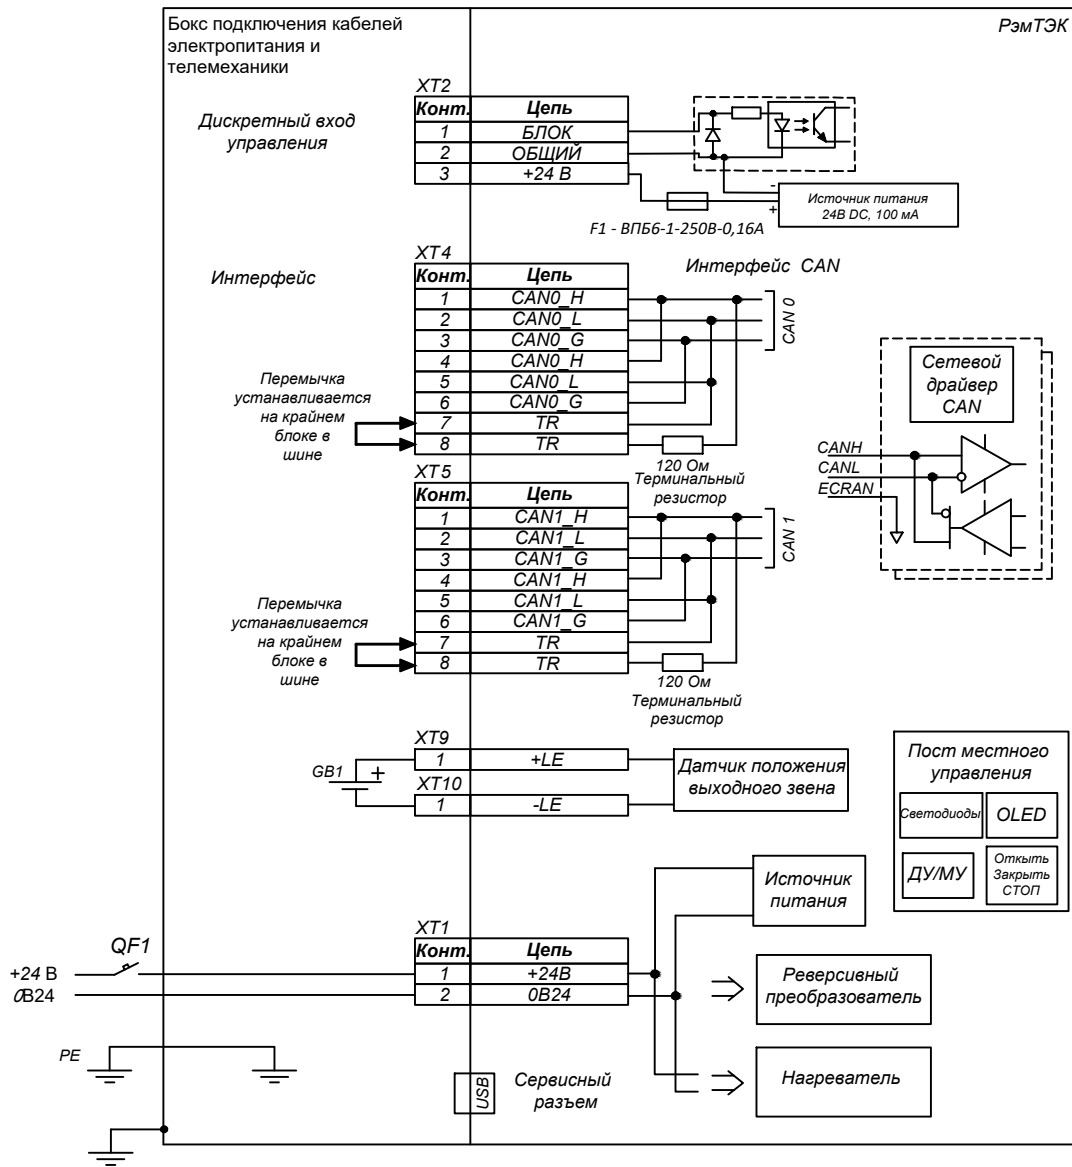 Бокс подключения кабелей
электропитания и
телемеханики
РэмТЭК
Дискретный вход
управления
XT2
Конт. Цепь
1 БЛОК
2 ОБЩИЙ
3 +24 В
-
+
Источник питания
24В DC, 100 мА
F1 - ВПБ6-1-250В-0,16А
Интерфейс
XT4
Конт. Цепь
1 CAN0_H
2 CAN0_L
3 CAN0_G
4 CAN0_H
5 CAN0_L
6 CAN0_G
7 TR
8 TR
Интерфейс CAN
CAN 0
Перемычка
устанавливается
на крайнем
блоке в
шине
120 Ом
Терминальный
резистор
Сетевой
драйвер
CAN
CANH
CANL
ECRAN
XT5
Конт. Цепь
1 CAN1_H
2 CAN1_L
3 CAN1_G
4 CAN1_H
5 CAN1_L
6 CAN1_G
7 TR
8 TR
CAN 1
Перемычка
устанавливается
на крайнем
блоке в
шине
120 Ом
Терминальный
резистор
GB1
+
XT9
1 +LE
XT10
1 -LE
Датчик положения
выходного звена
Пост местного
управления
Светодиоды
OLED
ДУ/МУ
Откыть
Закрыть
СТОП
Источник
питания
QF1
+24 В
0В24
XT1
Конт. Цепь
1 +24В
2 0В24
Реверсивный
преобразователь
PE
USB
Сервисный
разъем
Нагреватель